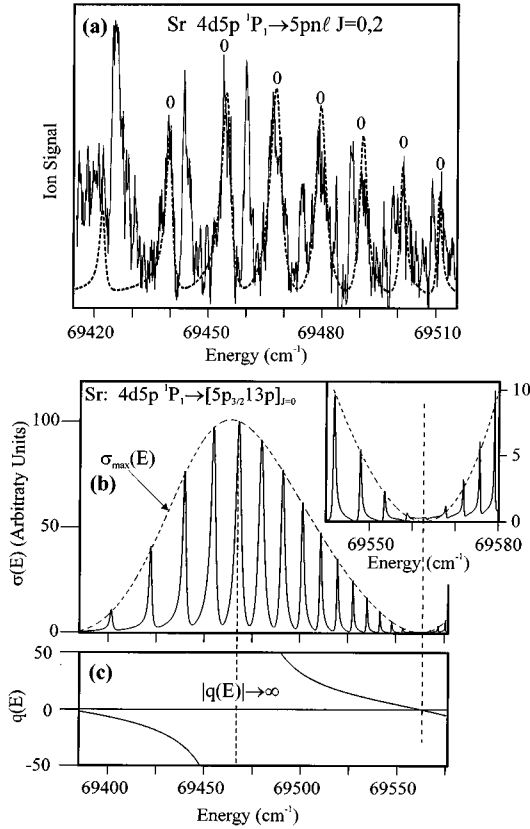 (a)
Sr 4d5p ¹P₁→5pnℓ J=0,2
0 0 0 0 0 0 0
Ion Signal
69420 69450 69480 69510
Energy (cm⁻¹)
Sr: 4d5p ¹P₁→[5p₃/₂13p]J=0
100
50
0
σ(E) (Arbitraty Units)
(b)
σmax(E)
10
5
0
69550 69580
Energy (cm⁻¹)
(c)
50
0
-50
q(E)
|q(E)|→∞
69400 69450 69500 69550
Energy (cm⁻¹)